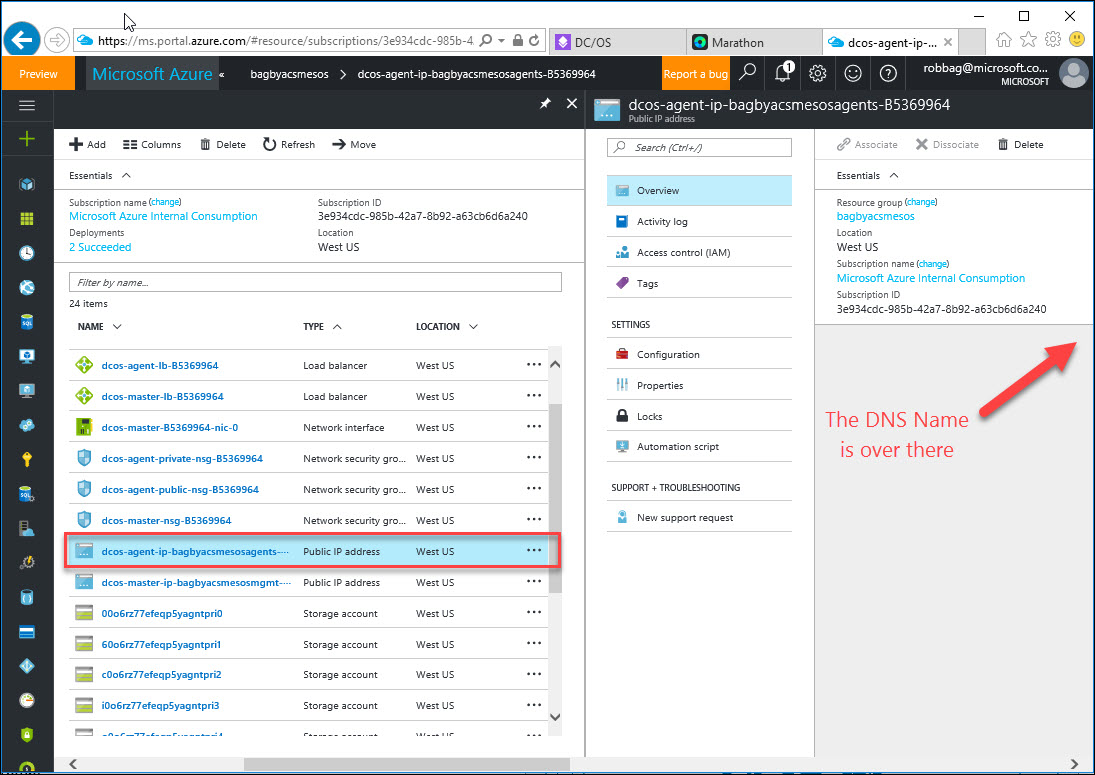 https://ms.portal.azure.com/#resource/subscriptions/3e934cdc-985b-4
DC/OS
Marathon
dcos-agent-ip-...
Preview
Microsoft Azure
bagbyacsmesos
dcos-agent-ip-bagbyacsmesosagents-B5369964
Report a bug
1
robbag@microsoft.co...
MICROSOFT
dcos-agent-ip-bagbyacsmesosagents-B5369964
Public IP address
Add
Columns
Delete
Refresh
Move
Essentials
Subscription name (change)
Microsoft Azure Internal Consumption
Deployments
2 Succeeded
Subscription ID
3e934cdc-985b-42a7-8b92-a63cb6d6a240
Location
West US
Filter by name...
24 items
NAME TYPE LOCATION
dcos-agent-lb-B5369964 Load balancer West US ...
dcos-master-lb-B5369964 Load balancer West US ...
dcos-master-B5369964-nic-0 Network interface West US ...
dcos-agent-private-nsg-B5369964 Network security gro... West US ...
dcos-agent-public-nsg-B5369964 Network security gro... West US ...
dcos-master-nsg-B5369964 Network security gro... West US ...
dcos-agent-ip-bagbyacsmesosagents-... Public IP address West US ...
dcos-master-ip-bagbyacsmesosmgmt-... Public IP address West US ...
00o6rz77efeqp5yagntpri0 Storage account West US ...
60o6rz77efeqp5yagntpri1 Storage account West US ...
c0o6rz77efeqp5yagntpri2 Storage account West US ...
i0o6rz77efeqp5yagntpri3 Storage account West US ...
Search (Ctrl+/)
Overview
Activity log
Access control (IAM)
Tags
SETTINGS
Configuration
Properties
Locks
Automation script
SUPPORT + TROUBLESHOOTING
New support request
Associate
Dissociate
Delete
Essentials
Resource group (change)
bagbyacsmesos
Location
West US
Subscription name (change)
Microsoft Azure Internal Consumption
Subscription ID
3e934cdc-985b-42a7-8b92-a63cb6d6a240
The DNS Name
is over there